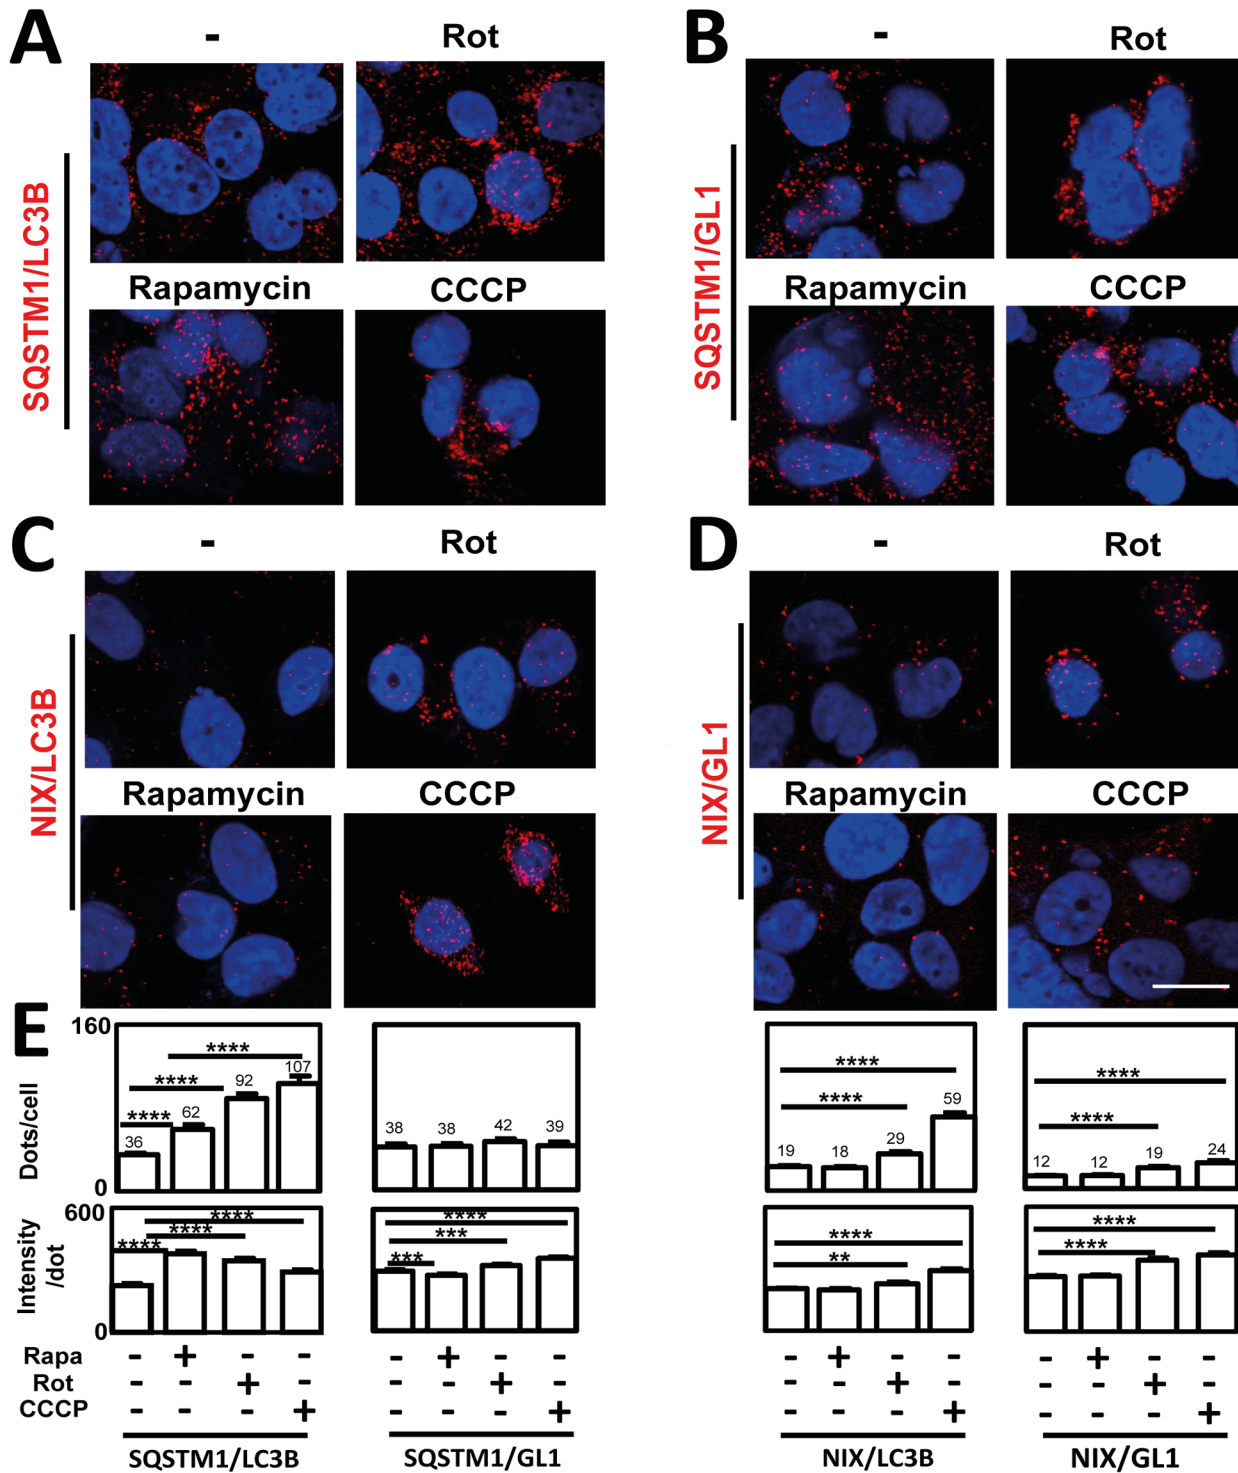 A
-
Rot
SQSTM1/LC3B
Rapamycin
CCCP
B
-
Rot
SQSTM1/GL1
Rapamycin
CCCP
C
-
Rot
NIX/LC3B
Rapamycin
CCCP
D
-
Rot
NIX/GL1
Rapamycin
CCCP
E
Dots/cell
160
0
36
62
92
107
****
****
****
38
38
42
39
19
18
29
59
****
****
12
12
19
24
****
****
Intensity
/dot
600
0
****
****
****
****
***
***
****
**
****
****
Rapa - + - - - + - - - + - - - + - -
Rot - - + - - - + - - - + - - - + -
CCCP - - - + - - - + - - - + - - - +
SQSTM1/LC3B
SQSTM1/GL1
NIX/LC3B
NIX/GL1